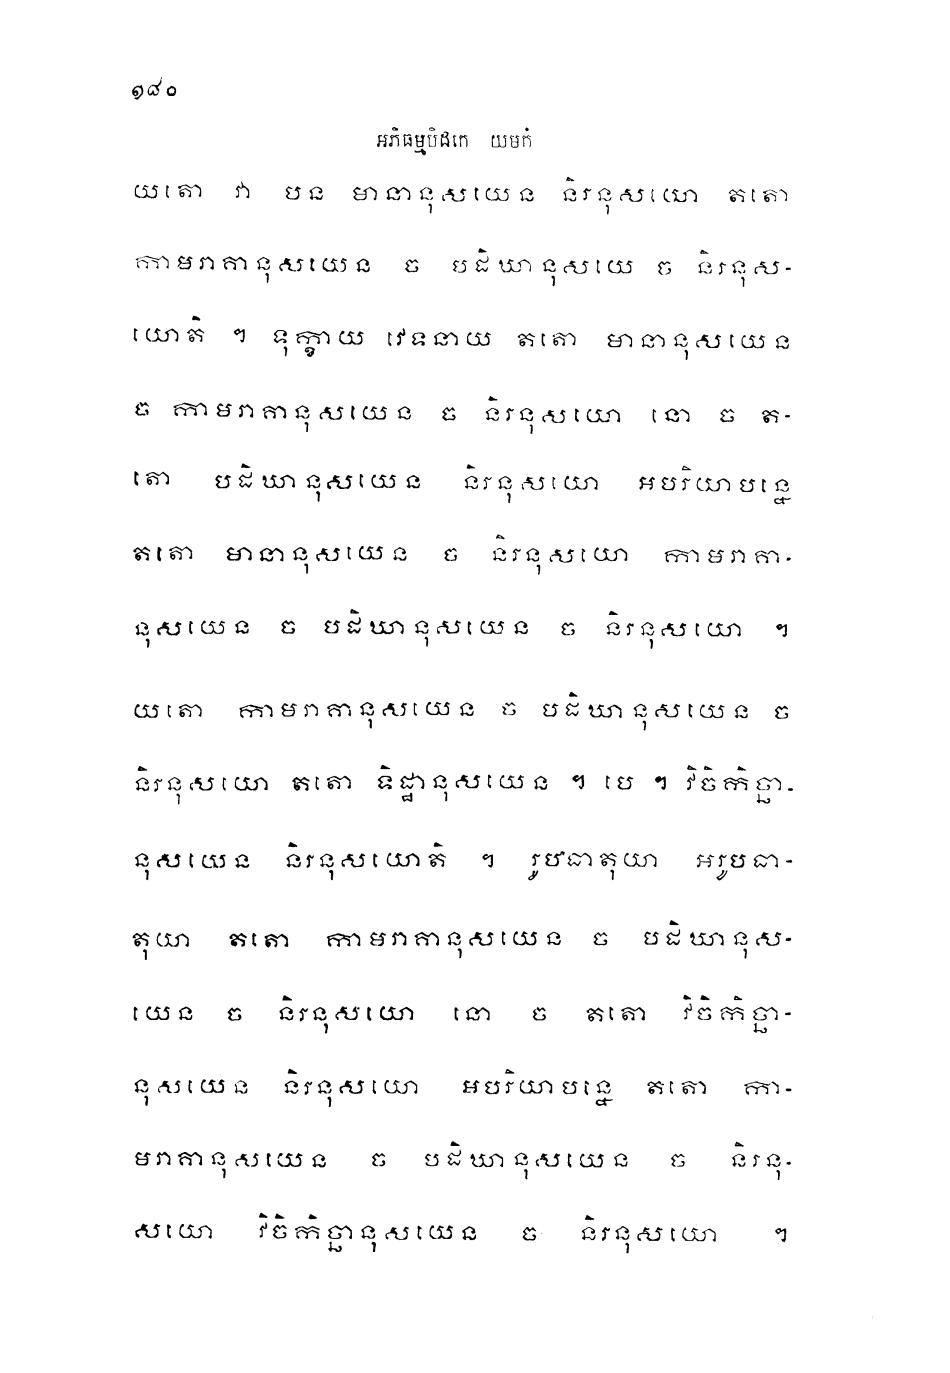 ១៨០
អភិធម្មបិដកេ យមកំ
យតោ វា បន មានានុសយេន និរនុសយោ តតោ
កាមរាគានុសយេន ច បដិឃានុសយេ ច និរនុស-
យោតិ ។ ទុក្ខាយ វេទនាយ តតោ មានានុសយេន
ច កាមរាគានុសយេន ច និរនុសយោ នោ ច ត-
តោ បដិឃានុសយេន និរនុសយោ អបរិយាបន្នេ
តតោ មានានុសយេន ច និរនុសយោ កាមរាគា-
នុសយេន ច បដិឃានុសយេន ច និរនុសយោ ។
យតោ កាមរាគានុសយេន ច បដិឃានុសយេន ច
និរនុសយោ តតោ ទិដ្ឋានុសយេន ។ បេ ។ វិចិកិច្ឆា-
នុសយេន និរនុសយោតិ ។ រូបធាតុយា អរូបធា-
តុយា តតោ កាមរាគានុសយេន ច បដិឃានុស-
យេន ច និរនុសយោ នោ ច តតោ វិចិកិច្ឆា-
នុសយេន និរនុសយោ អបរិយាបន្នេ តតោ កា-
មរាគានុសយេន ច បដិឃានុសយេន ច និរនុ-
សយោ វិចិកិច្ឆានុសយេន ច និរនុសយោ ។